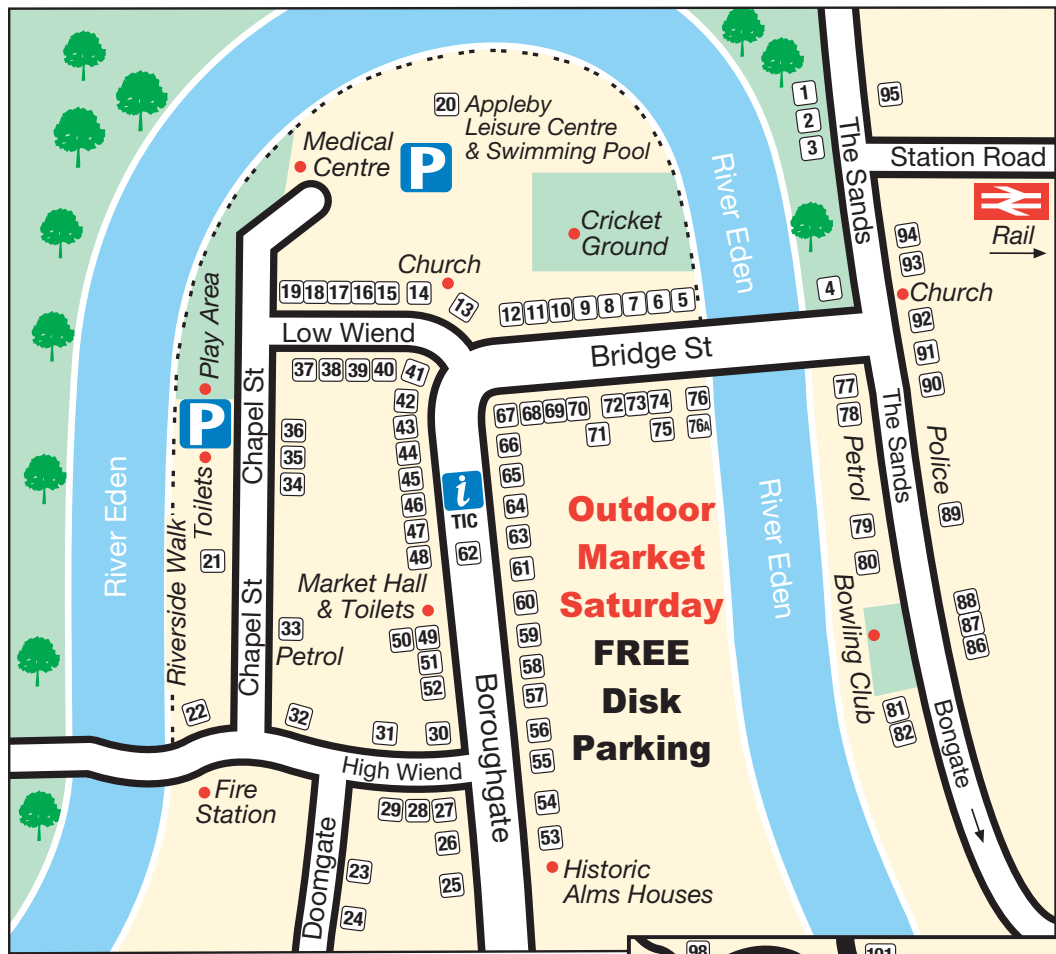 20
Appleby
Leisure Centre
& Swimming Pool
Medical
Centre
P
Cricket
Ground
River Eden
1
2
3
4
95
The Sands
Station Road
Rail
94
93
Church
92
91
90
Church
19 18 17 16 15 14 13
12 11 10 9 8 7 6 5
Low Wiend
Bridge St
Play Area
P
Toilets
Riverside Walk
River Eden
21
22
Chapel St
Chapel St
37 38 39 40 41
42
43
44
45
46
47
48
36
35
34
i
TIC
62
Market Hall
& Toilets
50 49
51
52
33
Petrol
32
31
30
67 68 69 70 72 73 74 76
71 75 76A
66
65
64
63
61
60
59
58
57
56
55
54
53
Outdoor
Market
Saturday
FREE
Disk
Parking
River Eden
77
78
Petrol
79
80
Bowling Club
81
82
The Sands
Police
89
88
87
86
Bongate
Boroughgate
High Wiend
Fire
Station
Doomgate
29 28 27
26
25
23
24
Historic
Alms Houses
98
101